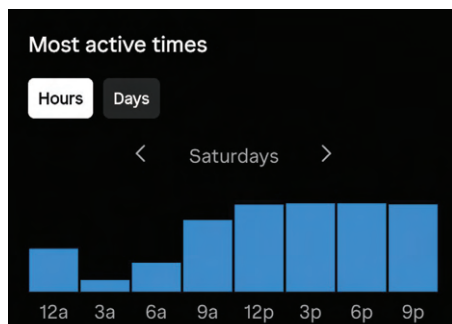 Most active times
Hours Days
Saturdays
12a 3a 6a 9a 12p 3p 6p 9p